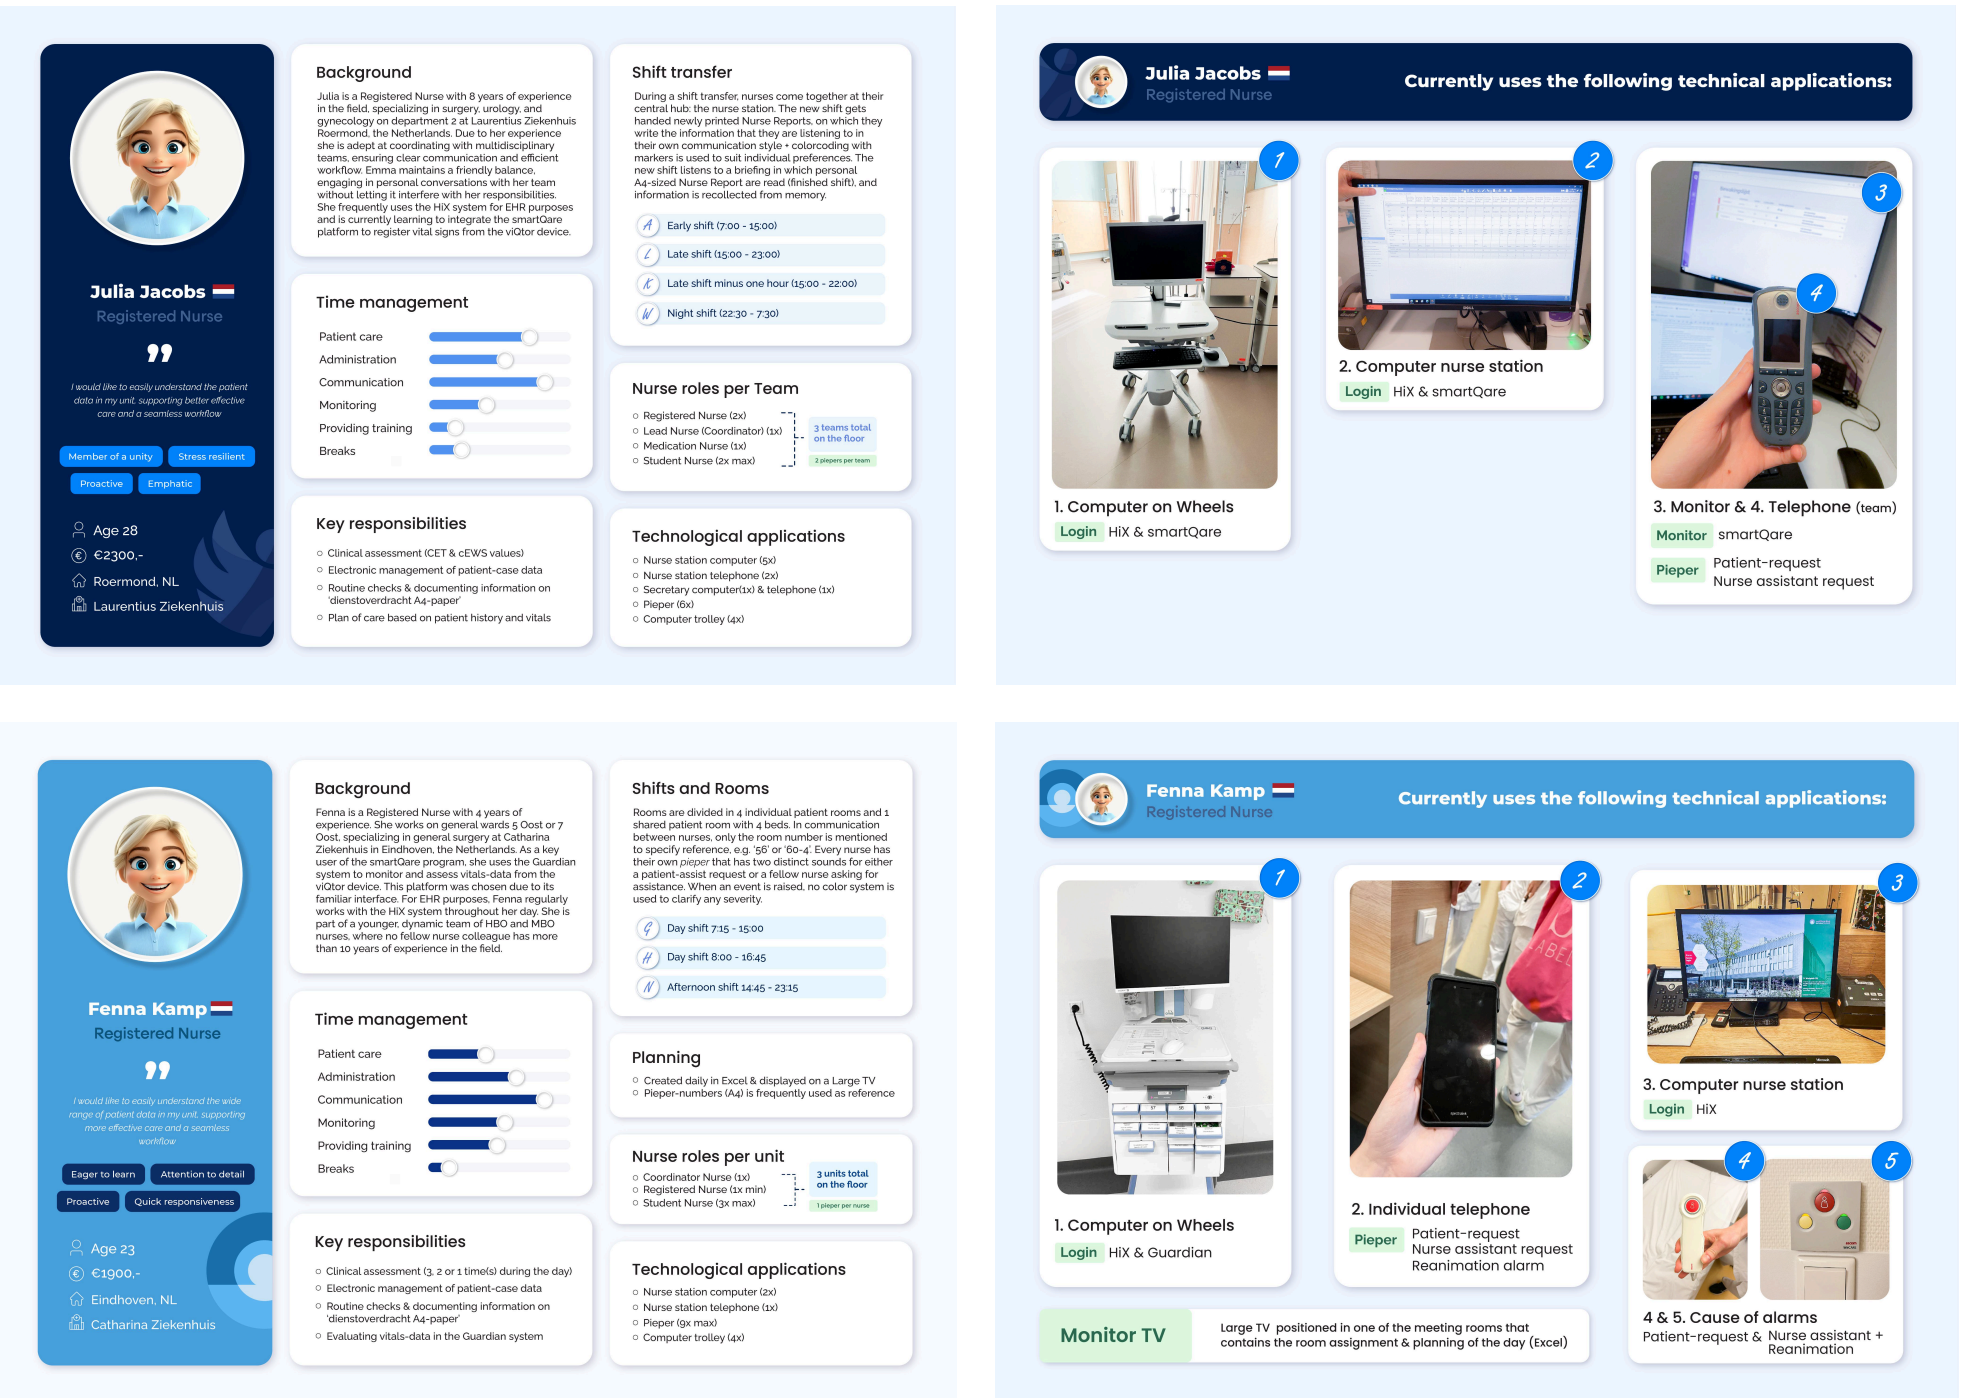 Julia Jacobs
Registered Nurse
I would like to easily understand the patient
data in my unit, supporting better effective
care and a seamless workflow
Member of a unity
Stress resilient
Proactive
Emphatic
Age 28
€2300,-
Roermond, NL
Laurentius Ziekenhuis
Background
Julia is a Registered Nurse with 8 years of experience
in the field, specializing in surgery, urology, and
gynecology on department 2 at Laurentius Ziekenhuis
Roermond, the Netherlands. Due to her experience
she is adept at coordinating with multidisciplinary
teams, ensuring clear communication and efficient
workflow. Emma maintains a friendly balance,
engaging in personal conversations with her team
without letting it interfere with her responsibilities.
She frequently uses the HiX system for EHR purposes
and is currently learning to integrate the smartQare
platform to register vital signs from the viQtor device.
Time management
Patient care
Administration
Communication
Monitoring
Providing training
Breaks
Key responsibilities
Clinical assessment (CET & cEWS values)
Electronic management of patient-case data
Routine checks & documenting information on
'dienstoverdracht A4-paper'
Plan of care based on patient history and vitals
Shift transfer
During a shift transfer, nurses come together at their
central hub: the nurse station. The new shift gets
handed newly printed Nurse Reports, on which they
write the information that they are listening to in
their own communication style + colorcoding with
markers is used to suit individual preferences. The
new shift listens to a briefing in which personal
A4-sized Nurse Report are read (finished shift), and
information is recollected from memory.
A Early shift (7:00 - 15:00)
L Late shift (15:00 - 23:00)
K Late shift minus one hour (15:00 - 22:00)
W Night shift (22:30 - 7:30)
Nurse roles per Team
Registered Nurse (2x)
Lead Nurse (Coordinator) (1x)
Medication Nurse (1x)
Student Nurse (2x max)
3 teams total
on the floor
2 piepers per team
Technological applications
Nurse station computer (5x)
Nurse station telephone (2x)
Secretary computer(1x) & telephone (1x)
Pieper (6x)
Computer trolley (4x)
Julia Jacobs
Registered Nurse
Currently uses the following technical applications:
1
1. Computer on Wheels
Login HiX & smartQare
2
2. Computer nurse station
Login HiX & smartQare
3
4
3. Monitor & 4. Telephone (team)
Monitor smartQare
Pieper Patient-request
Nurse assistant request
Fenna Kamp
Registered Nurse
I would like to easily understand the wide
range of patient data in my unit, supporting
more effective care and a seamless
workflow
Eager to learn
Attention to detail
Proactive
Quick responsiveness
Age 23
€1900,-
Eindhoven, NL
Catharina Ziekenhuis
Background
Fenna is a Registered Nurse with 4 years of
experience. She works on general wards 5 Oost or 7
Oost, specializing in general surgery at Catharina
Ziekenhuis in Eindhoven, the Netherlands. As a key
user of the smartQare program, she uses the Guardian
system to monitor and assess vitals-data from the
viQtor device. This platform was chosen due to its
familiar interface. For EHR purposes, Fenna regularly
works with the HiX system throughout her day. She is
part of a younger, dynamic team of HBO and MBO
nurses, where no fellow nurse colleague has more
than 10 years of experience in the field.
Time management
Patient care
Administration
Communication
Monitoring
Providing training
Breaks
Key responsibilities
Clinical assessment (3, 2 or 1 time(s) during the day)
Electronic management of patient-case data
Routine checks & documenting information on
'dienstoverdracht A4-paper'
Evaluating vitals-data in the Guardian system
Shifts and Rooms
Rooms are divided in 4 individual patient rooms and 1
shared patient room with 4 beds. In communication
between nurses, only the room number is mentioned
to specify reference, e.g. '56' or '60-4'. Every nurse has
their own pieper that has two distinct sounds for either
a patient-assist request or a fellow nurse asking for
assistance. When an event is raised, no color system is
used to clarify any severity.
G Day shift 7:15 - 15:00
H Day shift 8:00 - 16:45
N Afternoon shift 14:45 - 23:15
Planning
Created daily in Excel & displayed on a Large TV
Pieper-numbers (A4) is frequently used as reference
Nurse roles per unit
Coordinator Nurse (1x)
Registered Nurse (1x min)
Student Nurse (3x max)
3 units total
on the floor
1 pieper per nurse
Technological applications
Nurse station computer (2x)
Nurse station telephone (1x)
Pieper (9x max)
Computer trolley (4x)
Fenna Kamp
Registered Nurse
Currently uses the following technical applications:
1
1. Computer on Wheels
Login HiX & Guardian
2
2. Individual telephone
Pieper Patient-request
Nurse assistant request
Reanimation alarm
3
3. Computer nurse station
Login HiX
4
5
4 & 5. Cause of alarms
Patient-request & Nurse assistant +
Reanimation
Monitor TV
Large TV positioned in one of the meeting rooms that
contains the room assignment & planning of the day (Excel)